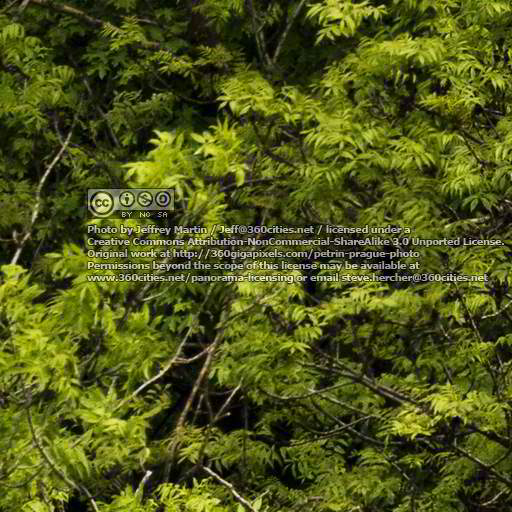 cc BY NC SA
Photo by Jeffrey Martin / Jeff@360cities.net / licensed under a
Creative Commons Attribution-NonCommercial-ShareAlike 3.0 Unported License.
Original work at http://360gigapixels.com/petrin-prague-photo
Permissions beyond the scope of this license may be available at
www.360cities.net/panorama-licensing or email steve.hercher@360cities.net